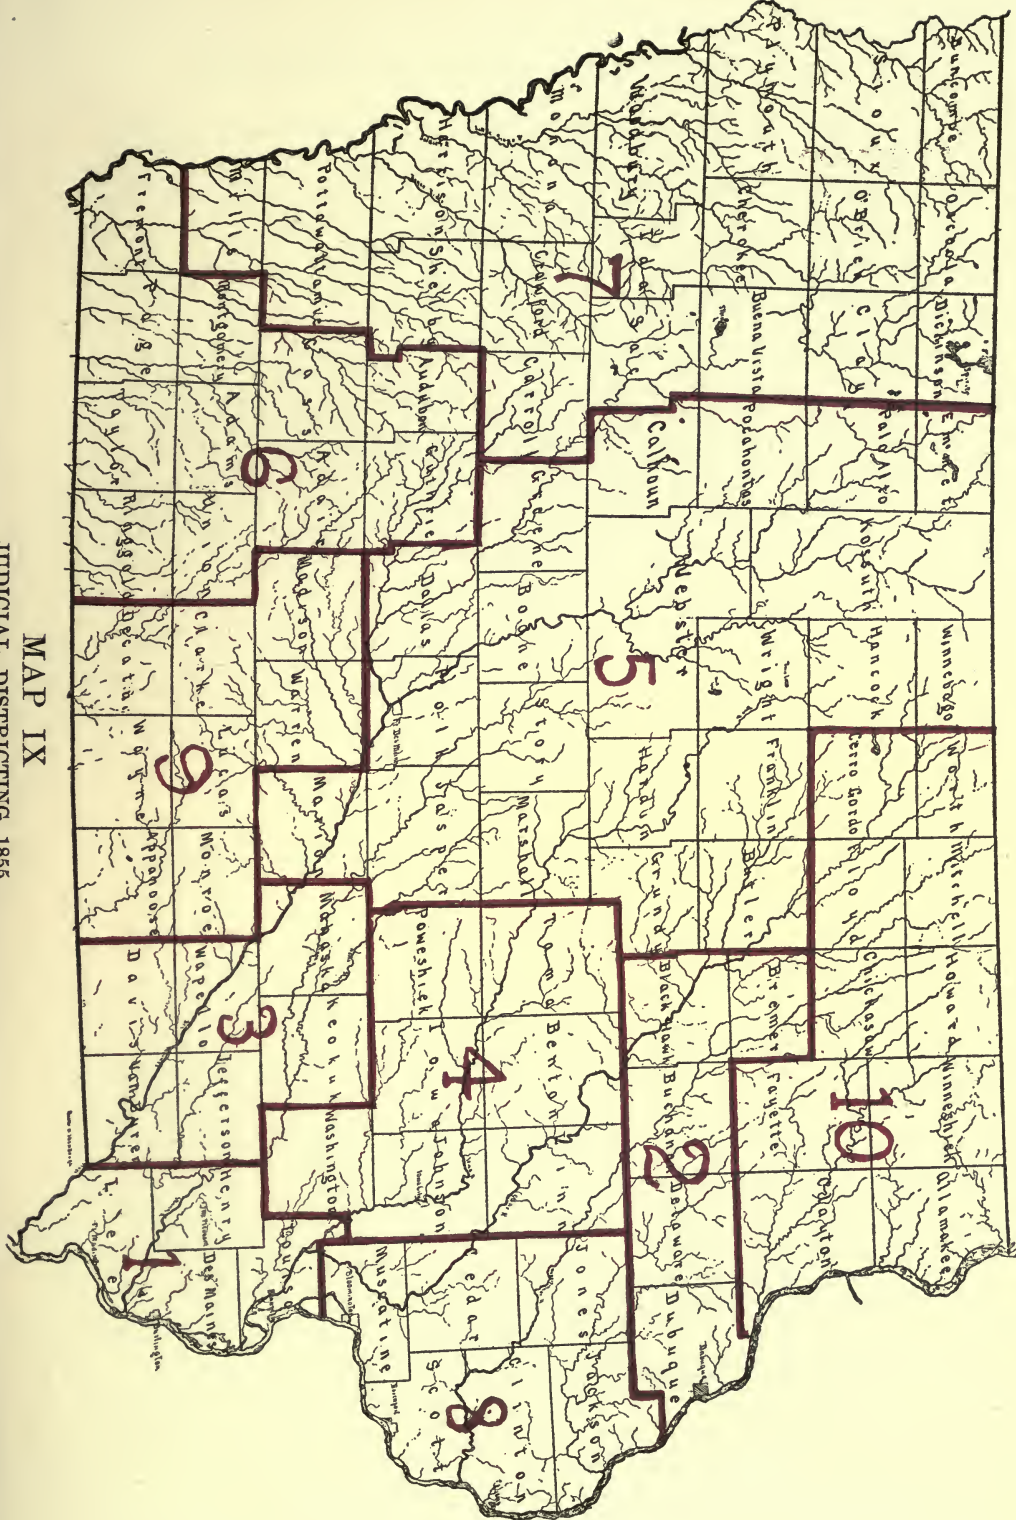 Buncombe
Osceola
Dickinson
Emmet
Winnebago
Worth
Mitchell
Howard
Winneshiek
Allamakee
Sioux
O'Brien
Clay
Palo Alto
Kossuth
Hancock
Cerro Gordo
Floyd
Chickasaw
10
Fayette
Clayton
Plymouth
Cherokee
Buena Vista
Pocahontas
Wright
Franklin
Butler
Bremer
Woodbury
Ida
Sac
Calhoun
Webster
Hardin
Grundy
Black Hawk
Buchanan
Delaware
Dubuque
7
5
2
Monona
Crawford
Carroll
Greene
Boone
Story
Marshall
Tama
Benton
Linn
Jones
Jackson
Harrison
Shelby
Audubon
Guthrie
Dallas
Polk
Jasper
Poweshiek
Iowa
Johnson
Cedar
Clinton
Scott
4
8
Pottawattamie
Cass
Adair
Madison
Warren
Marion
Mahaska
Keokuk
Washington
Louisa
Muscatine
Mills
Montgomery
Adams
Union
Clarke
Lucas
Monroe
Wapello
Jefferson
Henry
Des Moines
6
9
3
1
Fremont
Page
Taylor
Ringgold
Decatur
Wayne
Appanoose
Davis
Van Buren
Lee
Burlington
MAP IX
JUDICIAL DISTRICTING 1855